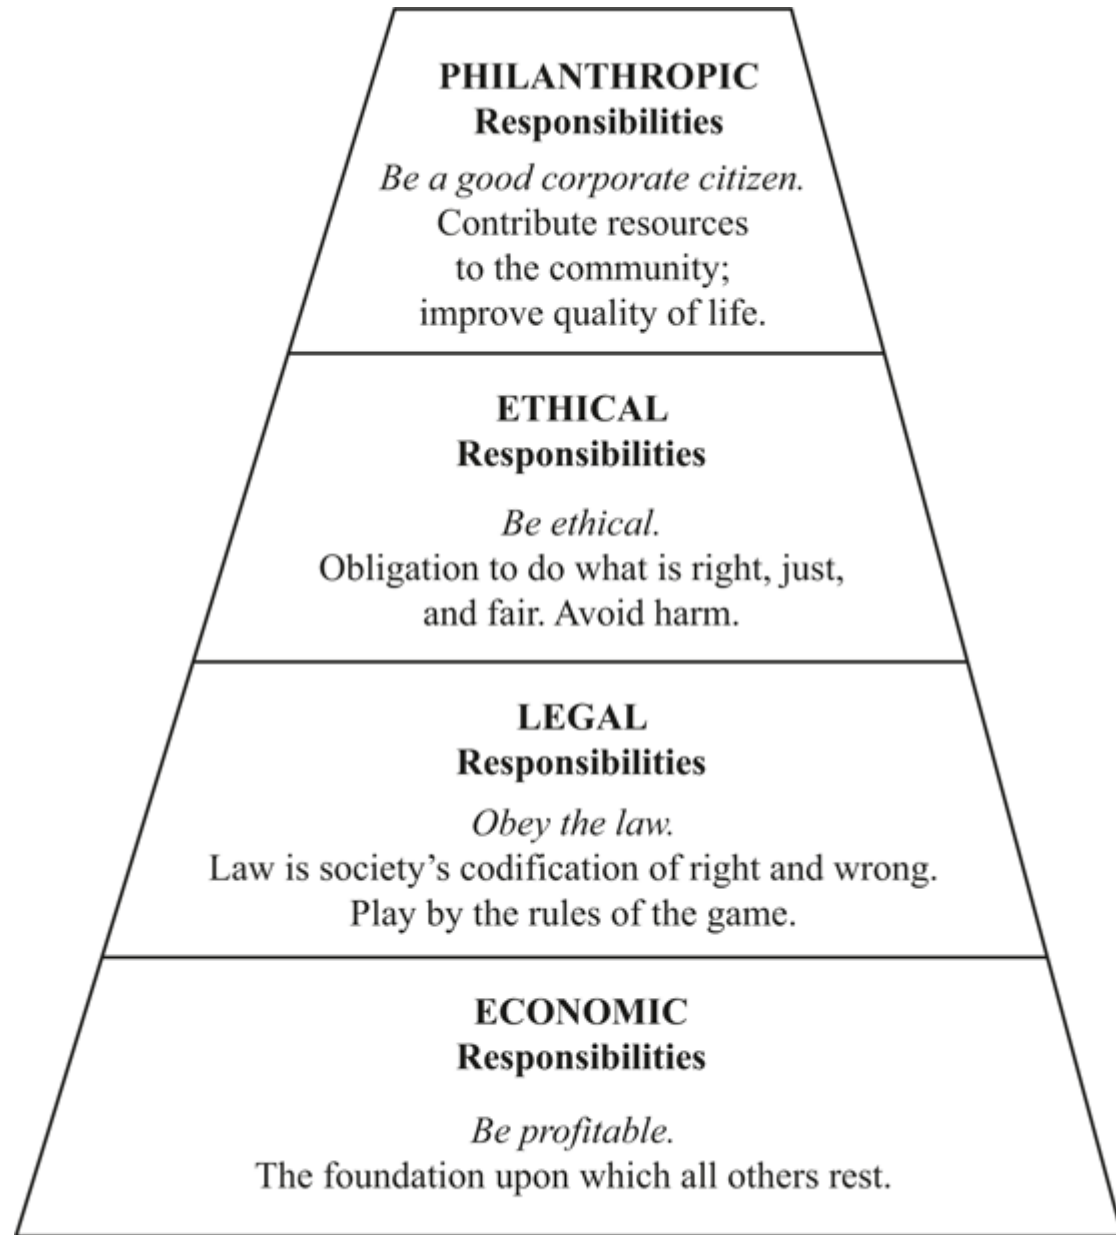 PHILANTHROPIC
Responsibilities
Be a good corporate citizen.
Contribute resources
to the community;
improve quality of life.
ETHICAL
Responsibilities
Be ethical.
Obligation to do what is right, just,
and fair. Avoid harm.
LEGAL
Responsibilities
Obey the law.
Law is society’s codification of right and wrong.
Play by the rules of the game.
ECONOMIC
Responsibilities
Be profitable.
The foundation upon which all others rest.